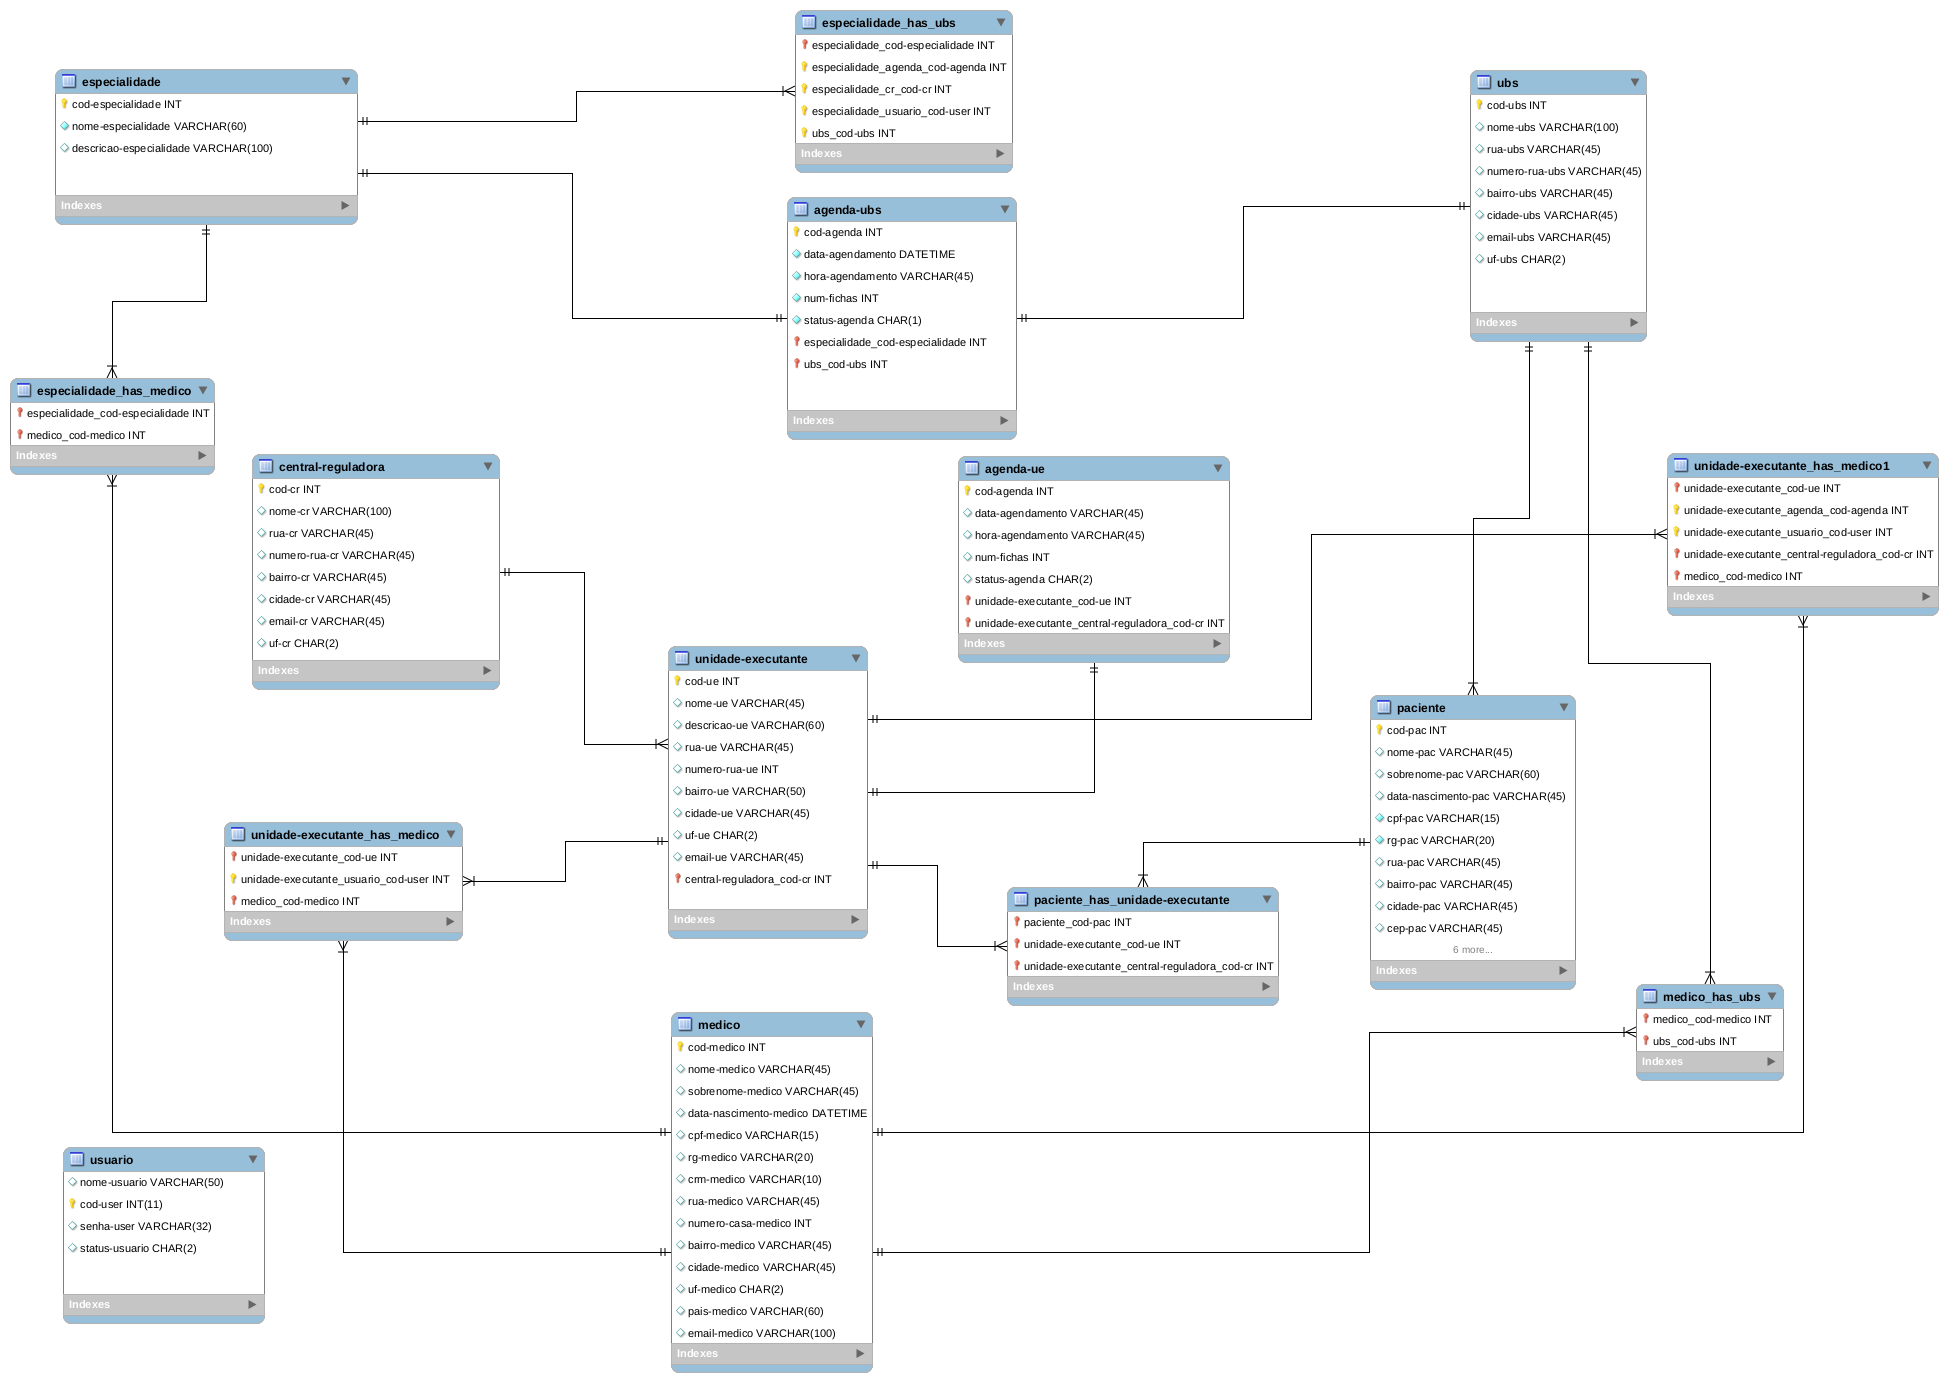 especialidade_has_ubs
especialidade_cod-especialidade INT
especialidade_agenda_cod-agenda INT
especialidade_cr_cod-cr INT
especialidade_usuario_cod-user INT
ubs_cod-ubs INT
Indexes
especialidade
cod-especialidade INT
nome-especialidade VARCHAR(60)
descricao-especialidade VARCHAR(100)
Indexes
ubs
cod-ubs INT
nome-ubs VARCHAR(100)
rua-ubs VARCHAR(45)
numero-rua-ubs VARCHAR(45)
bairro-ubs VARCHAR(45)
cidade-ubs VARCHAR(45)
email-ubs VARCHAR(45)
uf-ubs CHAR(2)
Indexes
agenda-ubs
cod-agenda INT
data-agendamento DATETIME
hora-agendamento VARCHAR(45)
num-fichas INT
status-agenda CHAR(1)
especialidade_cod-especialidade INT
ubs_cod-ubs INT
Indexes
especialidade_has_medico
especialidade_cod-especialidade INT
medico_cod-medico INT
Indexes
central-reguladora
cod-cr INT
nome-cr VARCHAR(100)
rua-cr VARCHAR(45)
numero-rua-cr VARCHAR(45)
bairro-cr VARCHAR(45)
cidade-cr VARCHAR(45)
email-cr VARCHAR(45)
uf-cr CHAR(2)
Indexes
agenda-ue
cod-agenda INT
data-agendamento VARCHAR(45)
hora-agendamento VARCHAR(45)
num-fichas INT
status-agenda CHAR(2)
unidade-executante_cod-ue INT
unidade-executante_central-reguladora_cod-cr INT
Indexes
unidade-executante_has_medico1
unidade-executante_cod-ue INT
unidade-executante_agenda_cod-agenda INT
unidade-executante_usuario_cod-user INT
unidade-executante_central-reguladora_cod-cr INT
medico_cod-medico INT
Indexes
unidade-executante
cod-ue INT
nome-ue VARCHAR(45)
descricao-ue VARCHAR(60)
rua-ue VARCHAR(45)
numero-rua-ue INT
bairro-ue VARCHAR(50)
cidade-ue VARCHAR(45)
uf-ue CHAR(2)
email-ue VARCHAR(45)
central-reguladora_cod-cr INT
Indexes
paciente
cod-pac INT
nome-pac VARCHAR(45)
sobrenome-pac VARCHAR(60)
data-nascimento-pac VARCHAR(45)
cpf-pac VARCHAR(15)
rg-pac VARCHAR(20)
rua-pac VARCHAR(45)
bairro-pac VARCHAR(45)
cidade-pac VARCHAR(45)
cep-pac VARCHAR(45)
6 more...
Indexes
unidade-executante_has_medico
unidade-executante_cod-ue INT
unidade-executante_usuario_cod-user INT
medico_cod-medico INT
Indexes
paciente_has_unidade-executante
paciente_cod-pac INT
unidade-executante_cod-ue INT
unidade-executante_central-reguladora_cod-cr INT
Indexes
medico_has_ubs
medico_cod-medico INT
ubs_cod-ubs INT
Indexes
medico
cod-medico INT
nome-medico VARCHAR(45)
sobrenome-medico VARCHAR(45)
data-nascimento-medico DATETIME
cpf-medico VARCHAR(15)
rg-medico VARCHAR(20)
crm-medico VARCHAR(10)
rua-medico VARCHAR(45)
numero-casa-medico INT
bairro-medico VARCHAR(45)
cidade-medico VARCHAR(45)
uf-medico CHAR(2)
pais-medico VARCHAR(60)
email-medico VARCHAR(100)
Indexes
usuario
nome-usuario VARCHAR(50)
cod-user INT(11)
senha-user VARCHAR(32)
status-usuario CHAR(2)
Indexes